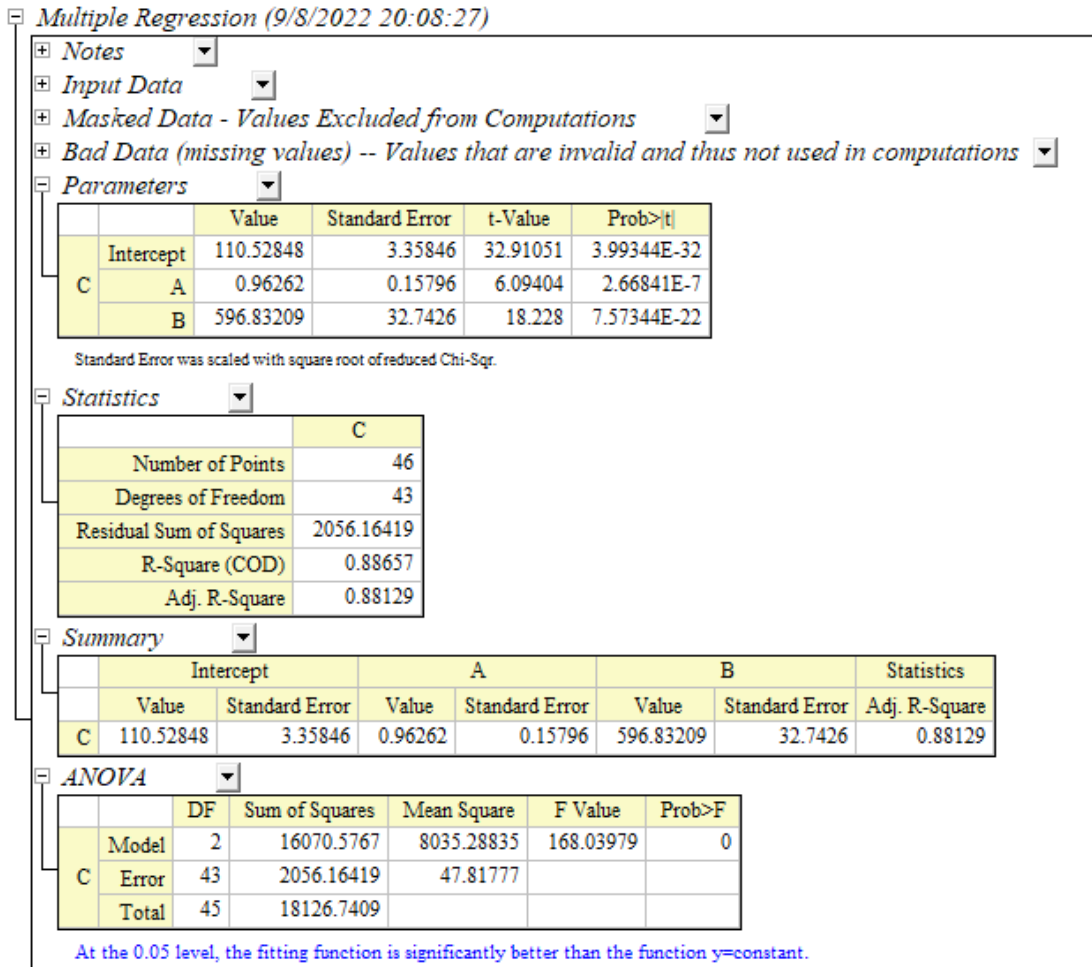 Multiple Regression (9/8/2022 20:08:27)
Notes
Input Data
Masked Data - Values Excluded from Computations
Bad Data (missing values) -- Values that are invalid and thus not used in computations
Parameters
Value Standard Error t-Value Prob>|t|
Intercept 110.52848 3.35846 32.91051 3.99344E-32
C A 0.96262 0.15796 6.09404 2.66841E-7
B 596.83209 32.7426 18.228 7.57344E-22
Standard Error was scaled with square root of reduced Chi-Sqr.
Statistics
C
Number of Points 46
Degrees of Freedom 43
Residual Sum of Squares 2056.16419
R-Square (COD) 0.88657
Adj. R-Square 0.88129
Summary
Intercept A B Statistics
Value Standard Error Value Standard Error Value Standard Error Adj. R-Square
C 110.52848 3.35846 0.96262 0.15796 596.83209 32.7426 0.88129
ANOVA
DF Sum of Squares Mean Square F Value Prob>F
Model 2 16070.5767 8035.28835 168.03979 0
C Error 43 2056.16419 47.81777
Total 45 18126.7409
At the 0.05 level, the fitting function is significantly better than the function y=constant.